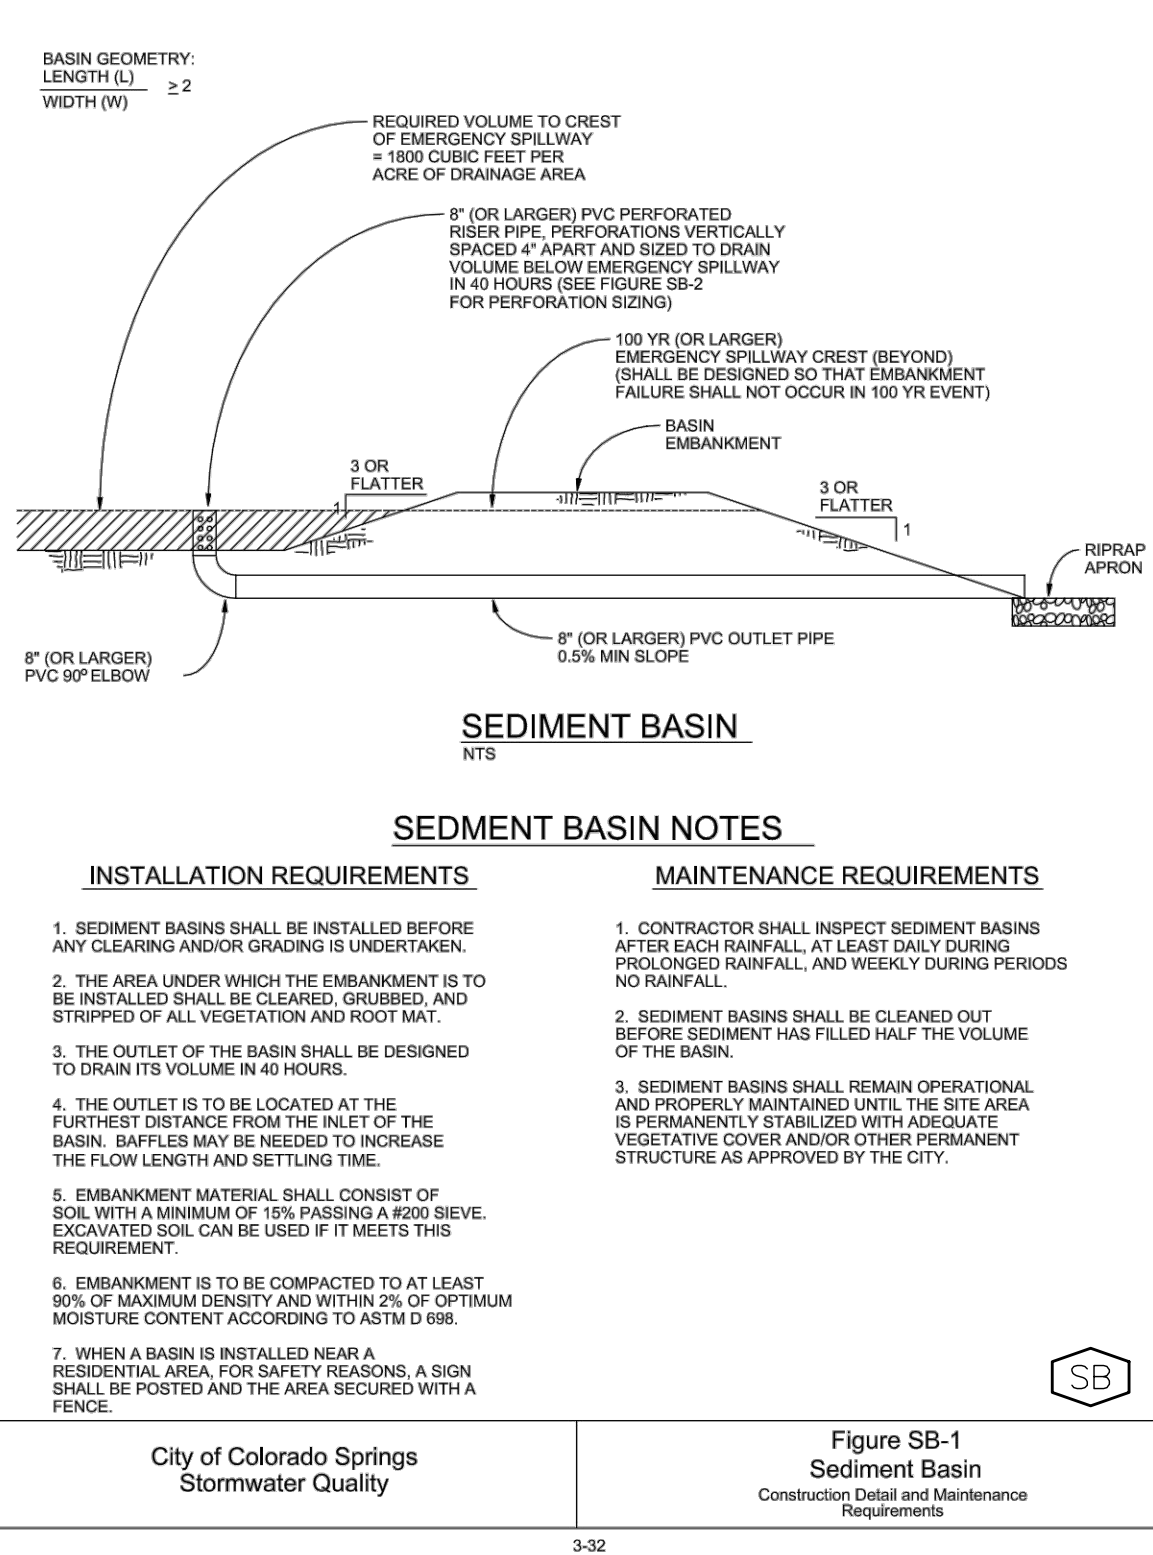 BASIN GEOMETRY:
LENGTH (L)
WIDTH (W)
≥ 2
REQUIRED VOLUME TO CREST
OF EMERGENCY SPILLWAY
= 1800 CUBIC FEET PER
ACRE OF DRAINAGE AREA
8" (OR LARGER) PVC PERFORATED
RISER PIPE, PERFORATIONS VERTICALLY
SPACED 4" APART AND SIZED TO DRAIN
VOLUME BELOW EMERGENCY SPILLWAY
IN 40 HOURS (SEE FIGURE SB-2
FOR PERFORATION SIZING)
100 YR (OR LARGER)
EMERGENCY SPILLWAY CREST (BEYOND)
(SHALL BE DESIGNED SO THAT EMBANKMENT
FAILURE SHALL NOT OCCUR IN 100 YR EVENT)
BASIN
EMBANKMENT
3 OR
FLATTER
1
3 OR
FLATTER
1
RIPRAP
APRON
8" (OR LARGER) PVC OUTLET PIPE
0.5% MIN SLOPE
8" (OR LARGER)
PVC 90º ELBOW
SEDIMENT BASIN
NTS
SEDMENT BASIN NOTES
INSTALLATION REQUIREMENTS
1. SEDIMENT BASINS SHALL BE INSTALLED BEFORE
ANY CLEARING AND/OR GRADING IS UNDERTAKEN.
2. THE AREA UNDER WHICH THE EMBANKMENT IS TO
BE INSTALLED SHALL BE CLEARED, GRUBBED, AND
STRIPPED OF ALL VEGETATION AND ROOT MAT.
3. THE OUTLET OF THE BASIN SHALL BE DESIGNED
TO DRAIN ITS VOLUME IN 40 HOURS.
4. THE OUTLET IS TO BE LOCATED AT THE
FURTHEST DISTANCE FROM THE INLET OF THE
BASIN. BAFFLES MAY BE NEEDED TO INCREASE
THE FLOW LENGTH AND SETTLING TIME.
5. EMBANKMENT MATERIAL SHALL CONSIST OF
SOIL WITH A MINIMUM OF 15% PASSING A #200 SIEVE.
EXCAVATED SOIL CAN BE USED IF IT MEETS THIS
REQUIREMENT.
6. EMBANKMENT IS TO BE COMPACTED TO AT LEAST
90% OF MAXIMUM DENSITY AND WITHIN 2% OF OPTIMUM
MOISTURE CONTENT ACCORDING TO ASTM D 698.
7. WHEN A BASIN IS INSTALLED NEAR A
RESIDENTIAL AREA, FOR SAFETY REASONS, A SIGN
SHALL BE POSTED AND THE AREA SECURED WITH A
FENCE.
MAINTENANCE REQUIREMENTS
1. CONTRACTOR SHALL INSPECT SEDIMENT BASINS
AFTER EACH RAINFALL, AT LEAST DAILY DURING
PROLONGED RAINFALL, AND WEEKLY DURING PERIODS
NO RAINFALL.
2. SEDIMENT BASINS SHALL BE CLEANED OUT
BEFORE SEDIMENT HAS FILLED HALF THE VOLUME
OF THE BASIN.
3. SEDIMENT BASINS SHALL REMAIN OPERATIONAL
AND PROPERLY MAINTAINED UNTIL THE SITE AREA
IS PERMANENTLY STABILIZED WITH ADEQUATE
VEGETATIVE COVER AND/OR OTHER PERMANENT
STRUCTURE AS APPROVED BY THE CITY.
SB
City of Colorado Springs
Stormwater Quality
Figure SB-1
Sediment Basin
Construction Detail and Maintenance
Requirements
3-32